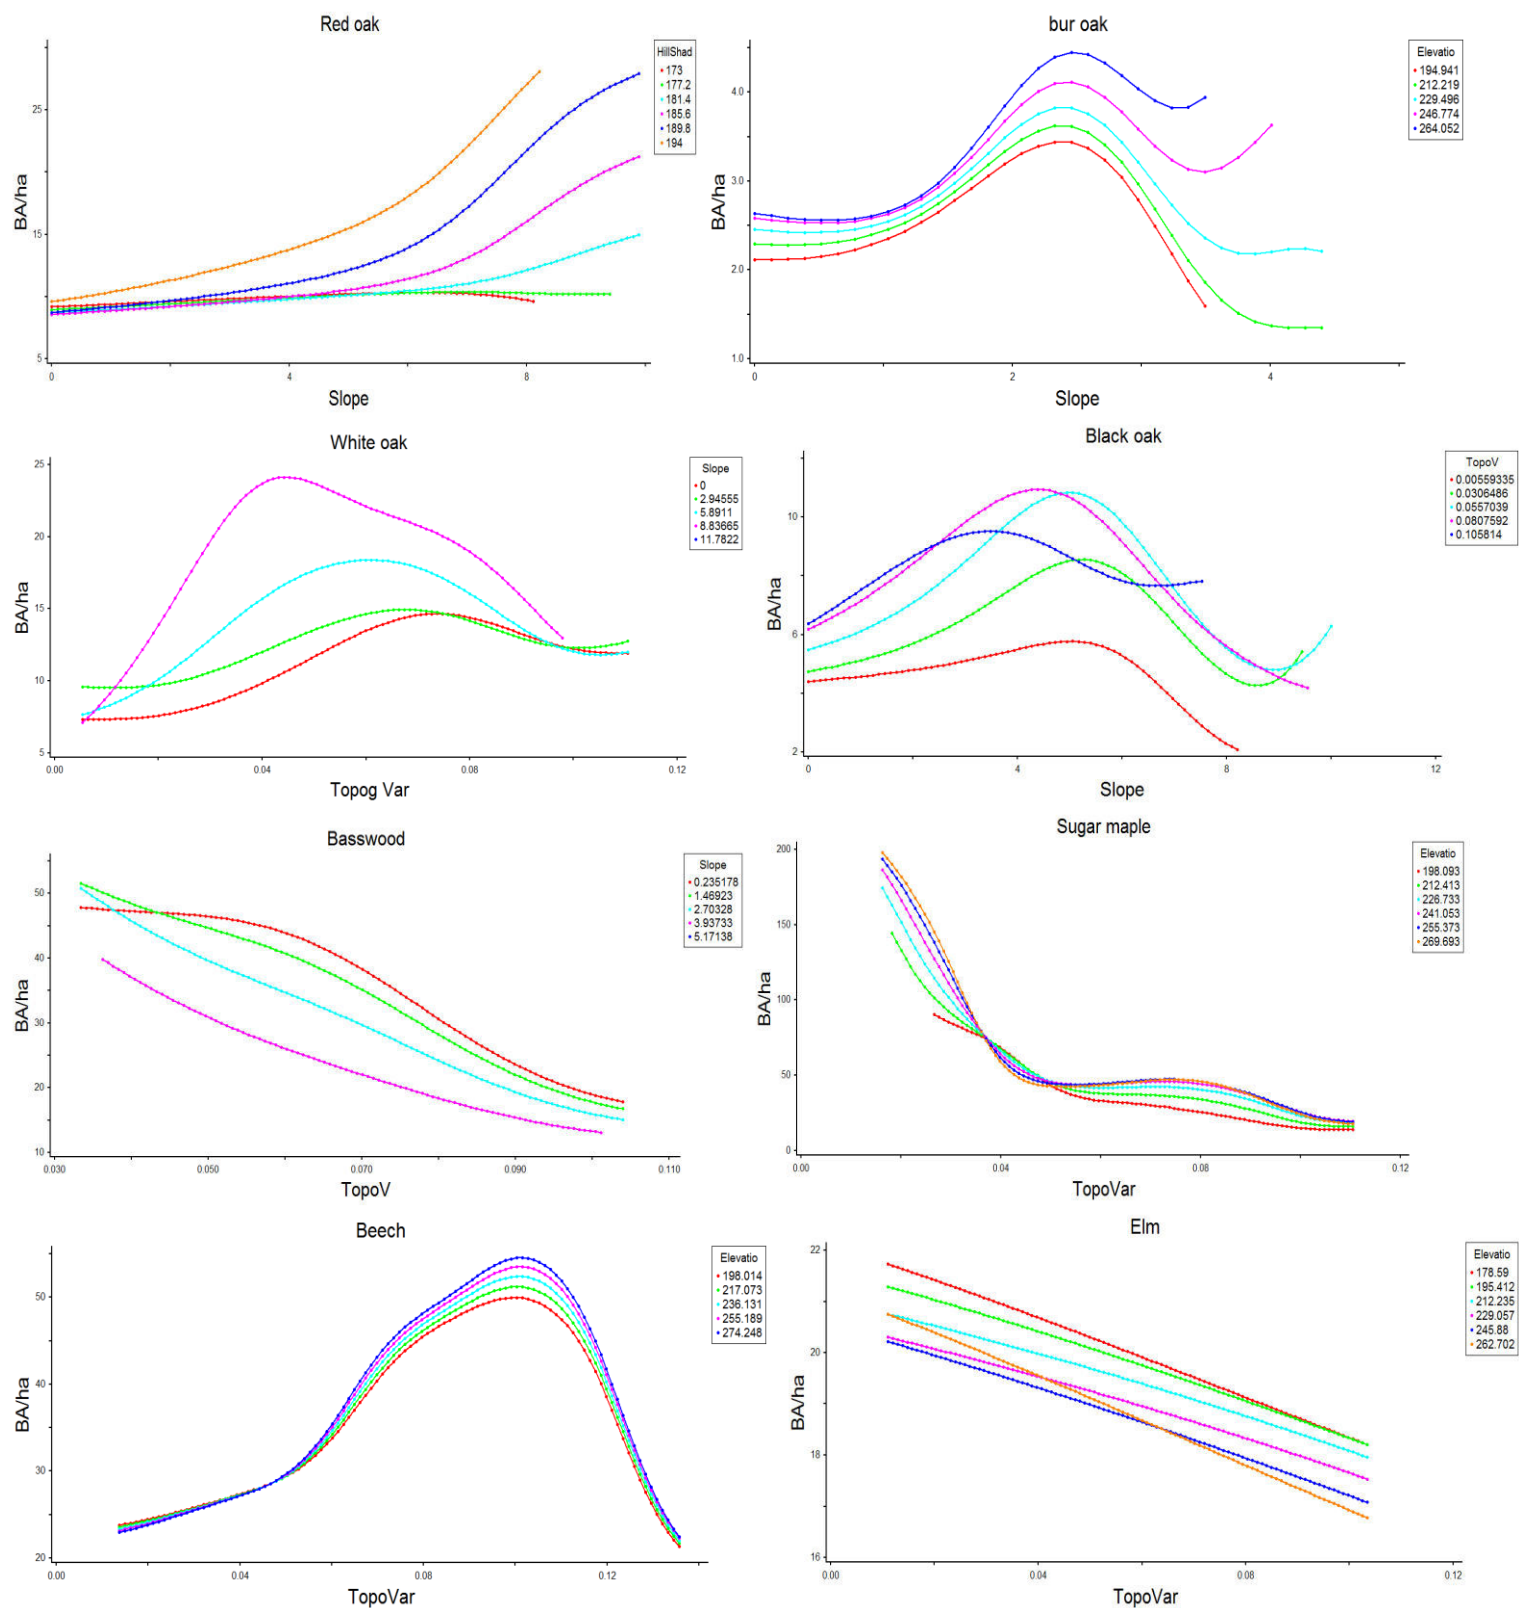 Red oak
HillShad
173
177.2
181.4
185.6
189.8
194
BA/ha
25
15
5
0 4 8
Slope
bur oak
Elevatio
194.941
212.219
229.496
246.774
264.052
BA/ha
4.0
3.0
2.0
1.0
0 2 4
Slope
White oak
Slope
0
2.94555
5.8911
8.83665
11.7822
BA/ha
25
20
15
10
5
0.00 0.04 0.08 0.12
Topog Var
Black oak
TopoV
0.00559335
0.0306486
0.0557039
0.0807592
0.105814
BA/ha
10
6
2
0 4 8 12
Slope
Basswood
Slope
0.235178
1.46923
2.70328
3.93733
5.17138
BA/ha
50
40
30
20
10
0.030 0.050 0.070 0.090 0.110
TopoV
Sugar maple
Elevatio
198.093
212.413
226.733
241.053
255.373
269.693
BA/ha
200
150
100
50
0
0.00 0.04 0.08 0.12
TopoVar
Beech
Elevatio
198.014
217.073
236.131
255.189
274.248
BA/ha
50
40
30
20
0.00 0.04 0.08 0.12
TopoVar
Elm
Elevatio
178.59
195.412
212.235
229.057
245.88
262.702
BA/ha
22
20
18
16
0.00 0.04 0.08 0.12
TopoVar